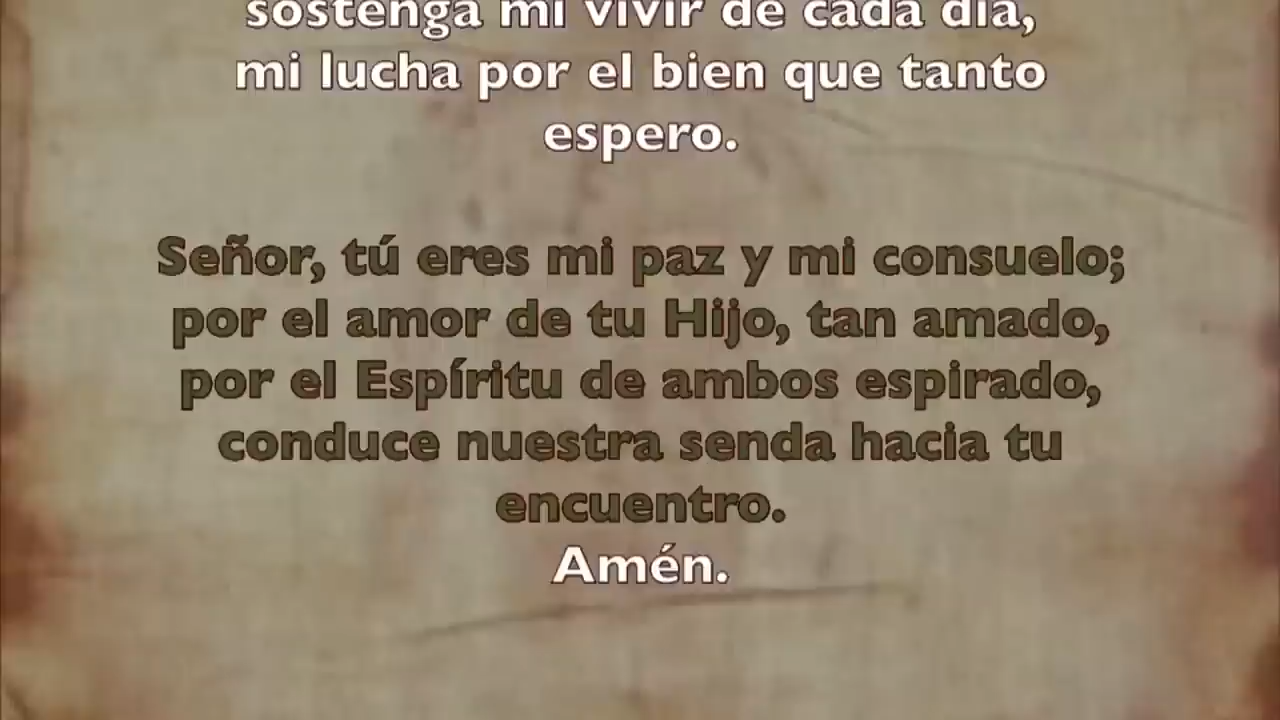 sostenga mi vivir de cada día,
mi lucha por el bien que tanto
espero.
Señor, tú eres mi paz y mi consuelo;
por el amor de tu Hijo, tan amado,
por el Espíritu de ambos espirado,
conduce nuestra senda hacia tu
encuentro.
Amén.